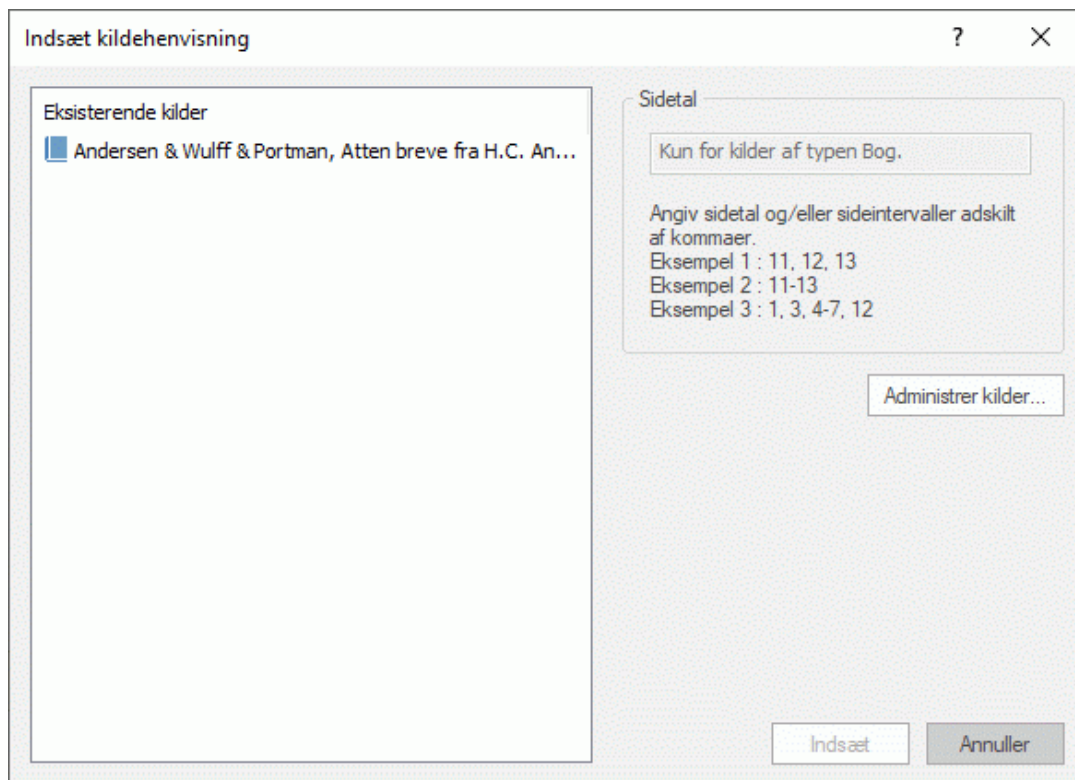 Indsæt kildehenvisning
?
Eksisterende kilder
Andersen & Wulff & Portman, Atten breve fra H.C. An...
Sidetal
Kun for kilder af typen Bog.
Angiv sidetal og/eller sideintervaller adskilt
af kommaer.
Eksempel 1 : 11, 12, 13
Eksempel 2 : 11-13
Eksempel 3 : 1, 3, 4-7, 12
Administrer kilder...
Indsæt
Annuller